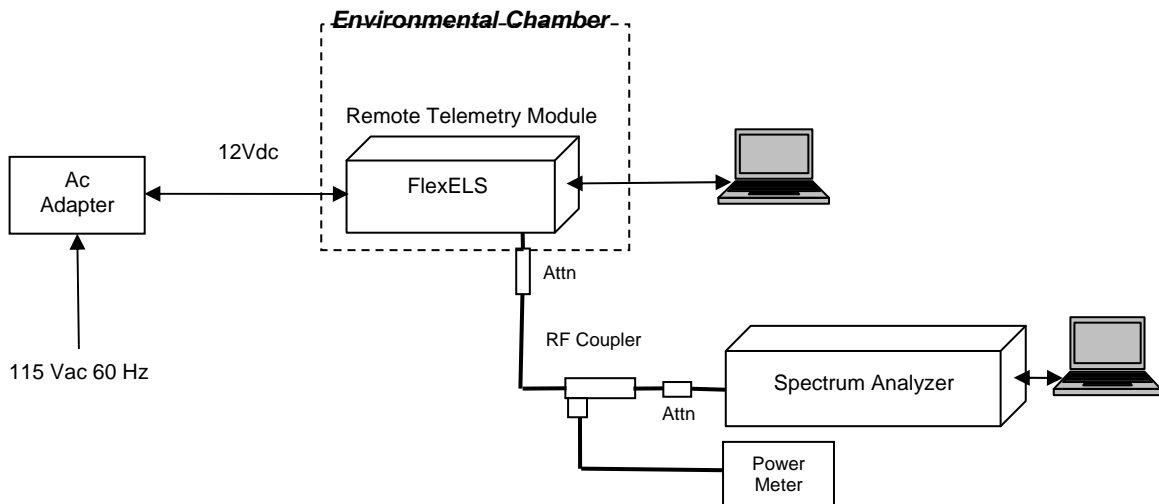 Environmental Chamber
Remote Telemetry Module
12Vdc
Ac
Adapter
FlexELS
Attn
RF Coupler
115 Vac 60 Hz
Spectrum Analyzer
Attn
Power
Meter